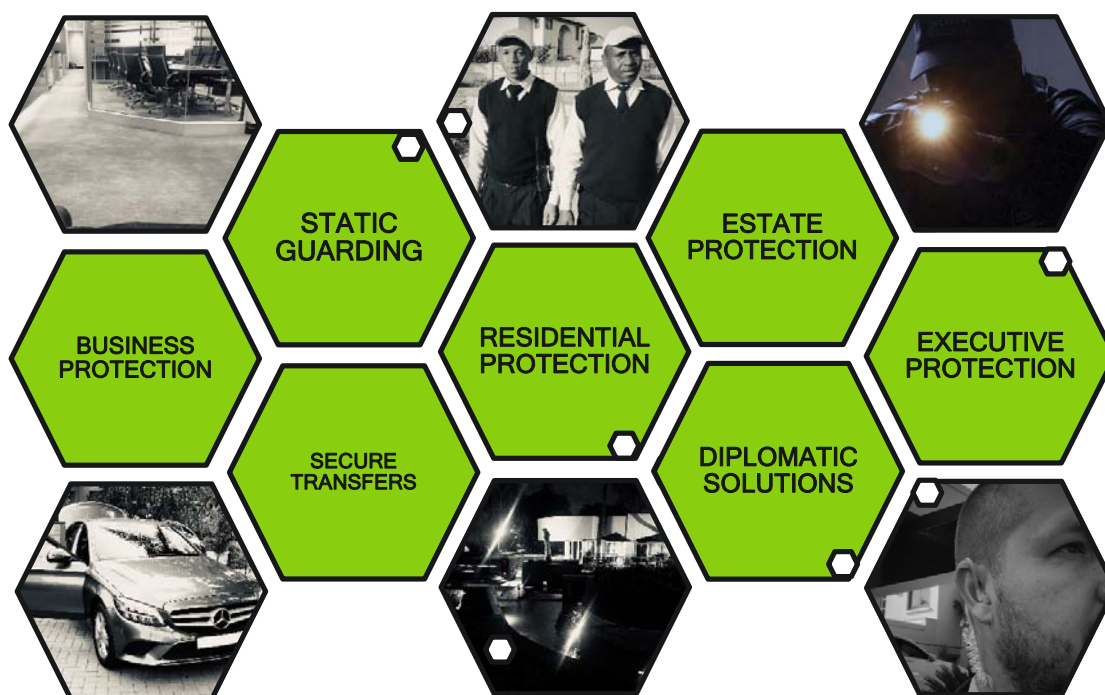 STATIC
GUARDING
ESTATE
PROTECTION
BUSINESS
PROTECTION
RESIDENTIAL
PROTECTION
EXECUTIVE
PROTECTION
SECURE
TRANSFERS
DIPLOMATIC
SOLUTIONS